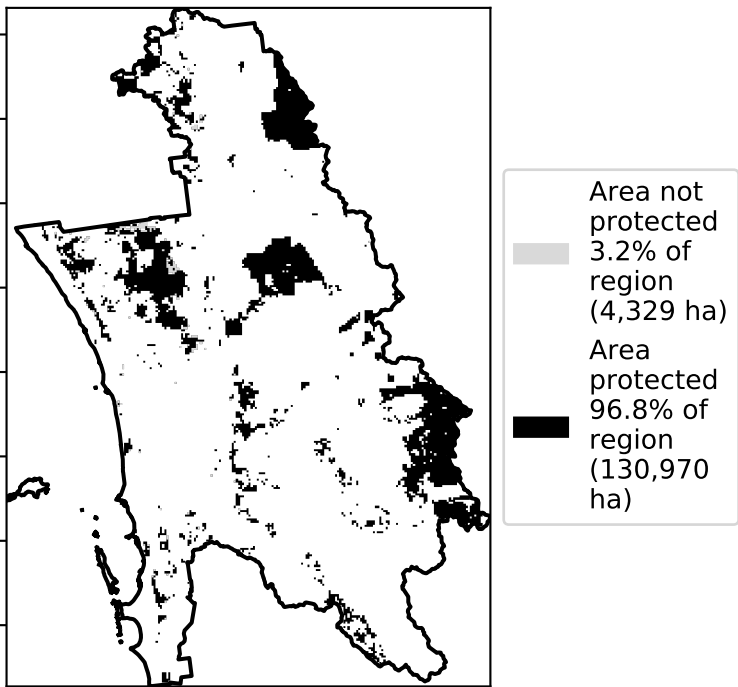 Area not
protected
3.2% of
region
(4,329 ha)
Area
protected
96.8% of
region
(130,970
ha)